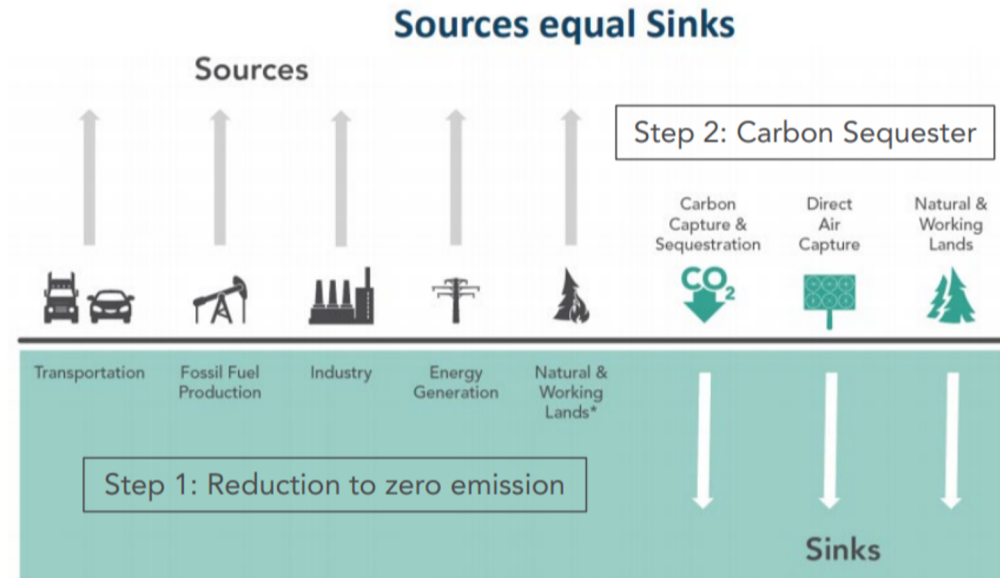 Sources equal Sinks
Sources
Step 2: Carbon Sequester
Carbon
Capture &
Sequestration
Direct
Air
Capture
Natural &
Working
Lands
CO2
Transportation
Fossil Fuel
Production
Industry
Energy
Generation
Natural &
Working
Lands*
Step 1: Reduction to zero emission
Sinks